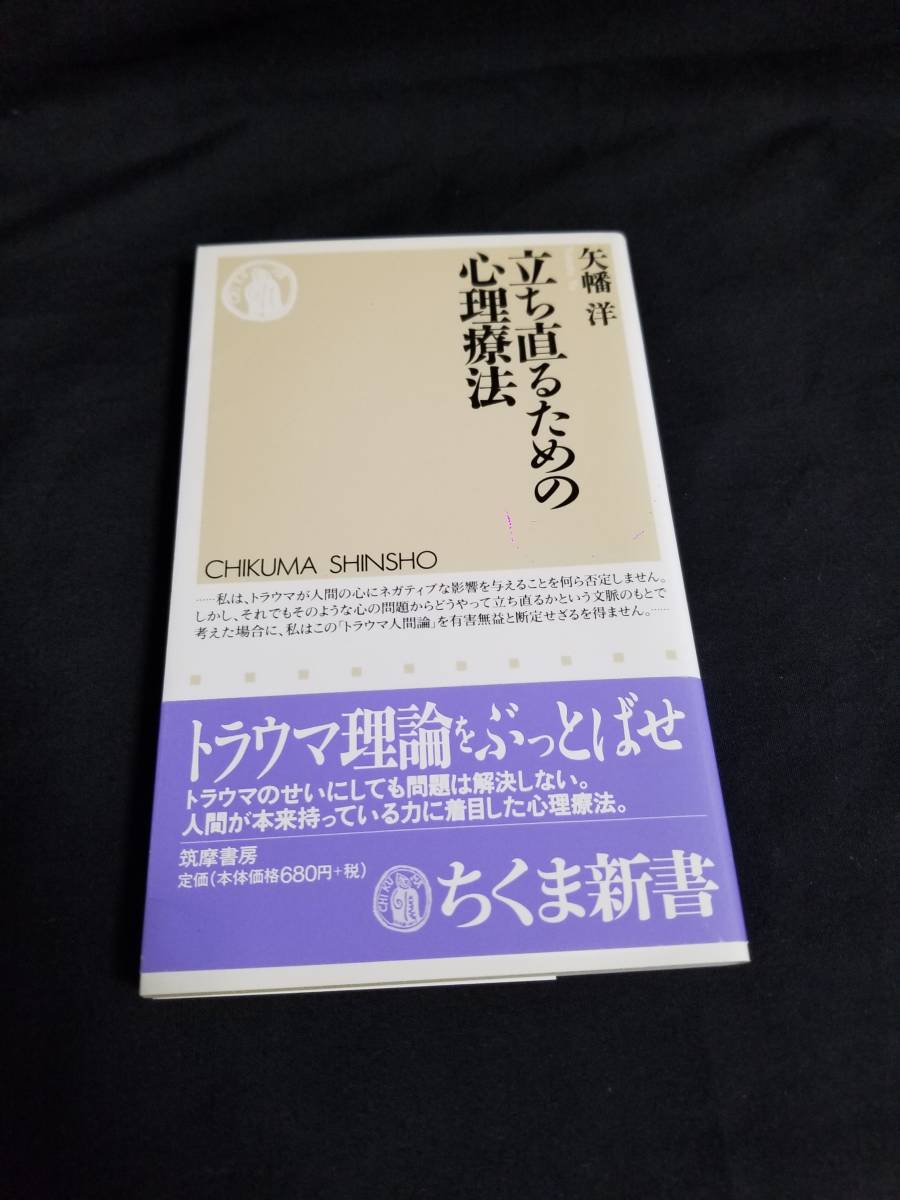 矢幡 洋
立ち直るための
心理療法
CHIKUMA SHINSHO
……私は、トラウマが人間の心にネガティブな影響を与えることを何ら否定しません。
しかし、それでもそのような心の問題からどうやって立ち直るかという文脈のもとで
考えた場合に、私はこの「トラウマ人間論」を有害無益と断定せざるを得ません。……
トラウマ理論をぶっとばせ
トラウマのせいにしても問題は解決しない。
人間が本来持っている力に着目した心理療法。
筑摩書房
定価(本体価格680円+税)
CHIKUMA
ちくま新書